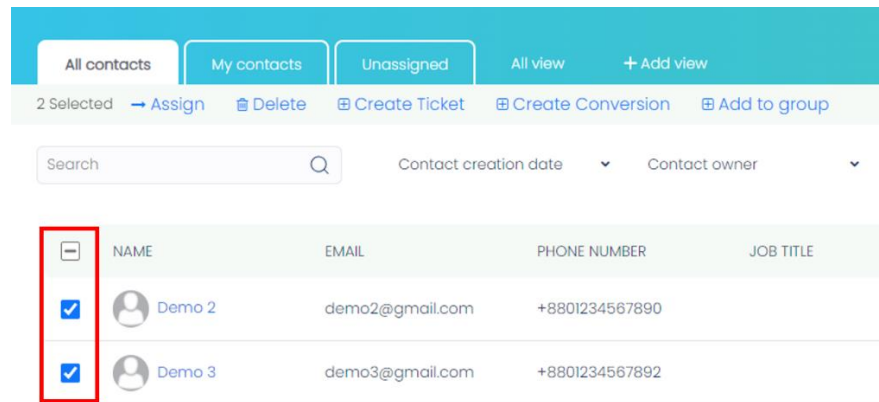 All contacts My contacts Unassigned All view + Add view
2 Selected → Assign Delete Create Ticket Create Conversion Add to group
Search Contact creation date Contact owner
NAME EMAIL PHONE NUMBER JOB TITLE
Demo 2 demo2@gmail.com +8801234567890
Demo 3 demo3@gmail.com +8801234567892